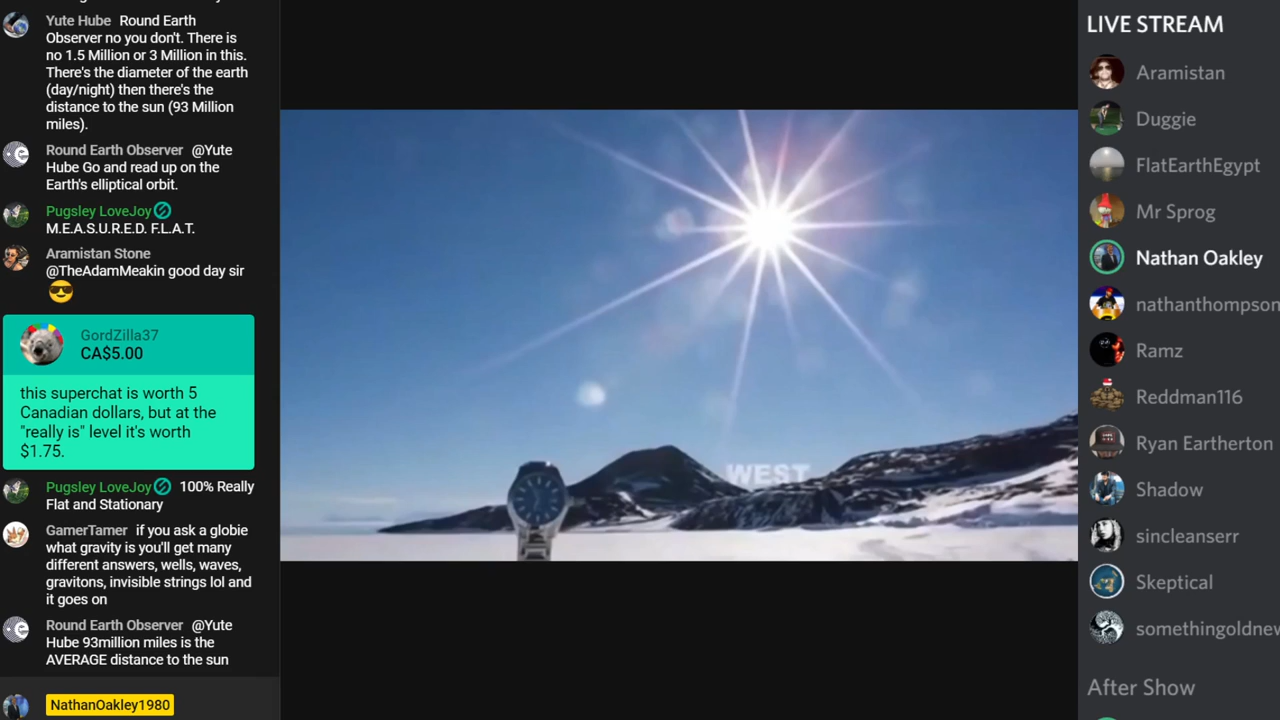 Yute Hube Round Earth
Observer no you don't. There is
no 1.5 Million or 3 Million in this.
There's the diameter of the earth
(day/night) then there's the
distance to the sun (93 Million
miles).
Round Earth Observer @Yute
Hube Go and read up on the
Earth's elliptical orbit.
Pugsley LoveJoy
M.E.A.S.U.R.E.D. F.L.A.T.
Aramistan Stone
@TheAdamMeakin good day sir
😎
GordZilla37
CA$5.00
this superchat is worth 5
Canadian dollars, but at the
"really is" level it's worth
$1.75.
Pugsley LoveJoy 100% Really
Flat and Stationary
GamerTamer if you ask a globie
what gravity is you'll get many
different answers, wells, waves,
gravitons, invisible strings lol and
it goes on
Round Earth Observer @Yute
Hube 93million miles is the
AVERAGE distance to the sun
NathanOakley1980
WEST
LIVE STREAM
Aramistan
Duggie
FlatEarthEgypt
Mr Sprog
Nathan Oakley
nathanthompson
Ramz
Reddman116
Ryan Eartherton
Shadow
sincleanserr
Skeptical
somethingoldnew
After Show